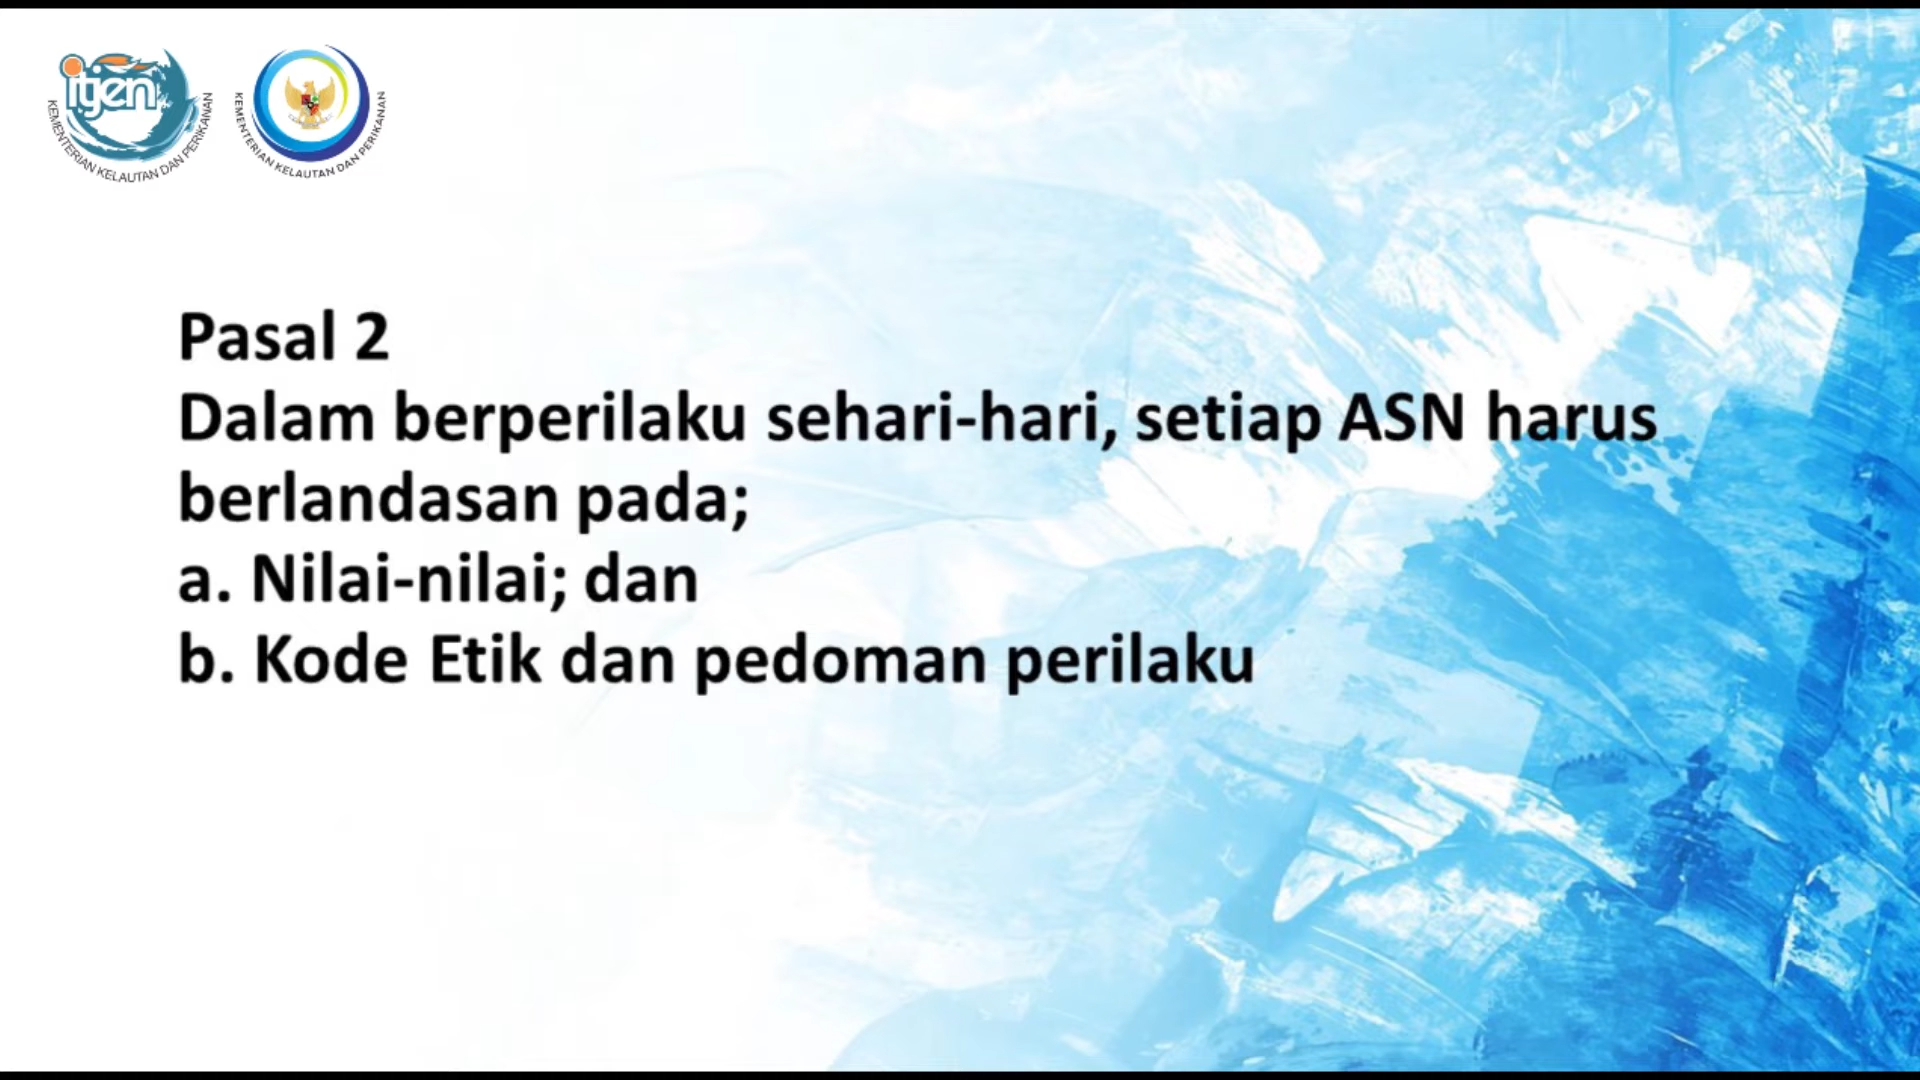 itjen
KEMENTERIAN KELAUTAN DAN PERIKANAN
KEMENTERIAN KELAUTAN DAN PERIKANAN
Pasal 2
Dalam berperilaku sehari-hari, setiap ASN harus
berlandasan pada;
a. Nilai-nilai; dan
b. Kode Etik dan pedoman perilaku